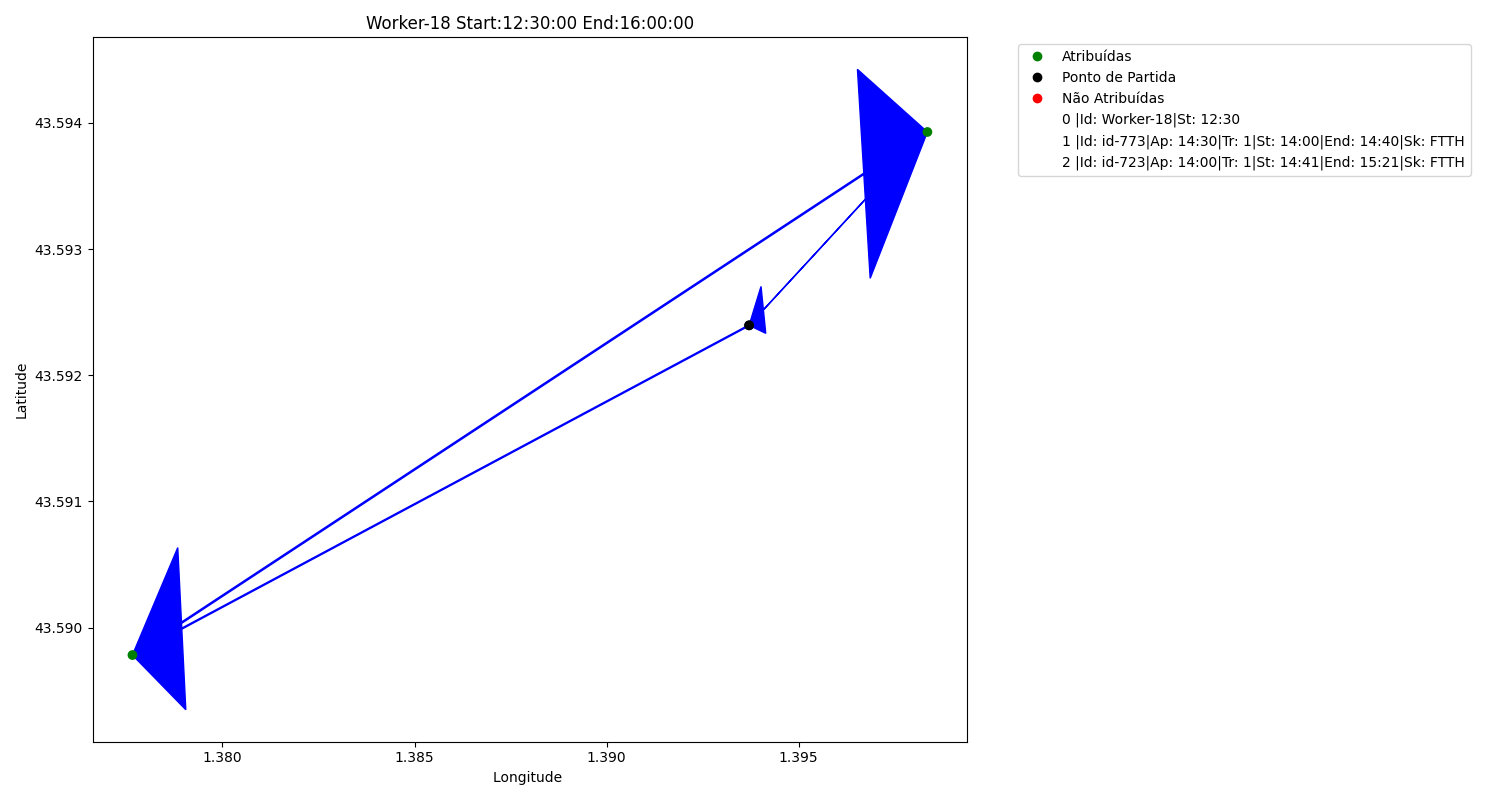 Worker-18 Start:12:30:00 End:16:00:00
Atribuídas
Ponto de Partida
Não Atribuídas
0 |Id: Worker-18|St: 12:30
1 |Id: id-773|Ap: 14:30|Tr: 1|St: 14:00|End: 14:40|Sk: FTTH
2 |Id: id-723|Ap: 14:00|Tr: 1|St: 14:41|End: 15:21|Sk: FTTH
43.594
43.593
43.592
43.591
43.590
Latitude
1.380 1.385 1.390 1.395
Longitude